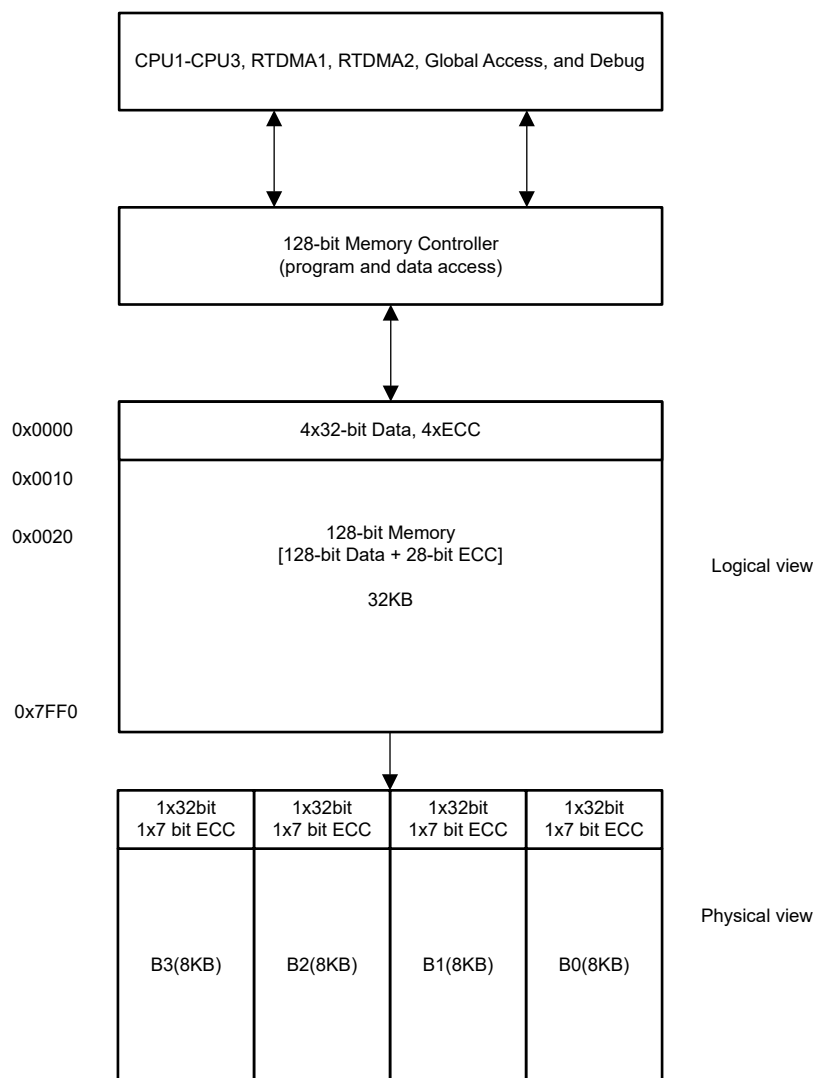 CPU1-CPU3, RTDMA1, RTDMA2, Global Access, and Debug
128-bit Memory Controller
(program and data access)
0x0000
4x32-bit Data, 4xECC
0x0010
0x0020
128-bit Memory
[128-bit Data + 28-bit ECC]
32KB
Logical view
0x7FF0
1x32bit
1x7 bit ECC
1x32bit
1x7 bit ECC
1x32bit
1x7 bit ECC
1x32bit
1x7 bit ECC
Physical view
B3(8KB)
B2(8KB)
B1(8KB)
B0(8KB)